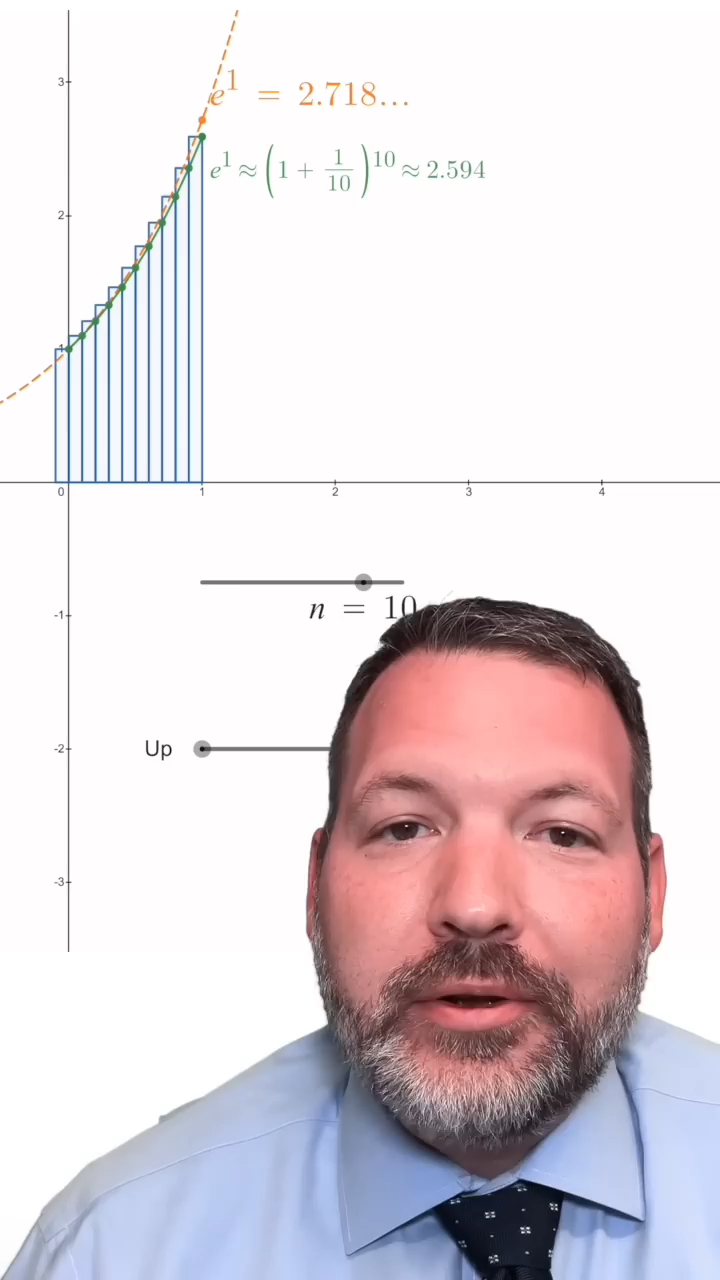 3
e^1 = 2.718...
e^1 ≈ (1 + 1/10)^10 ≈ 2.594
2
1
0 1 2 3 4
-1
n = 10
-2
Up
-3